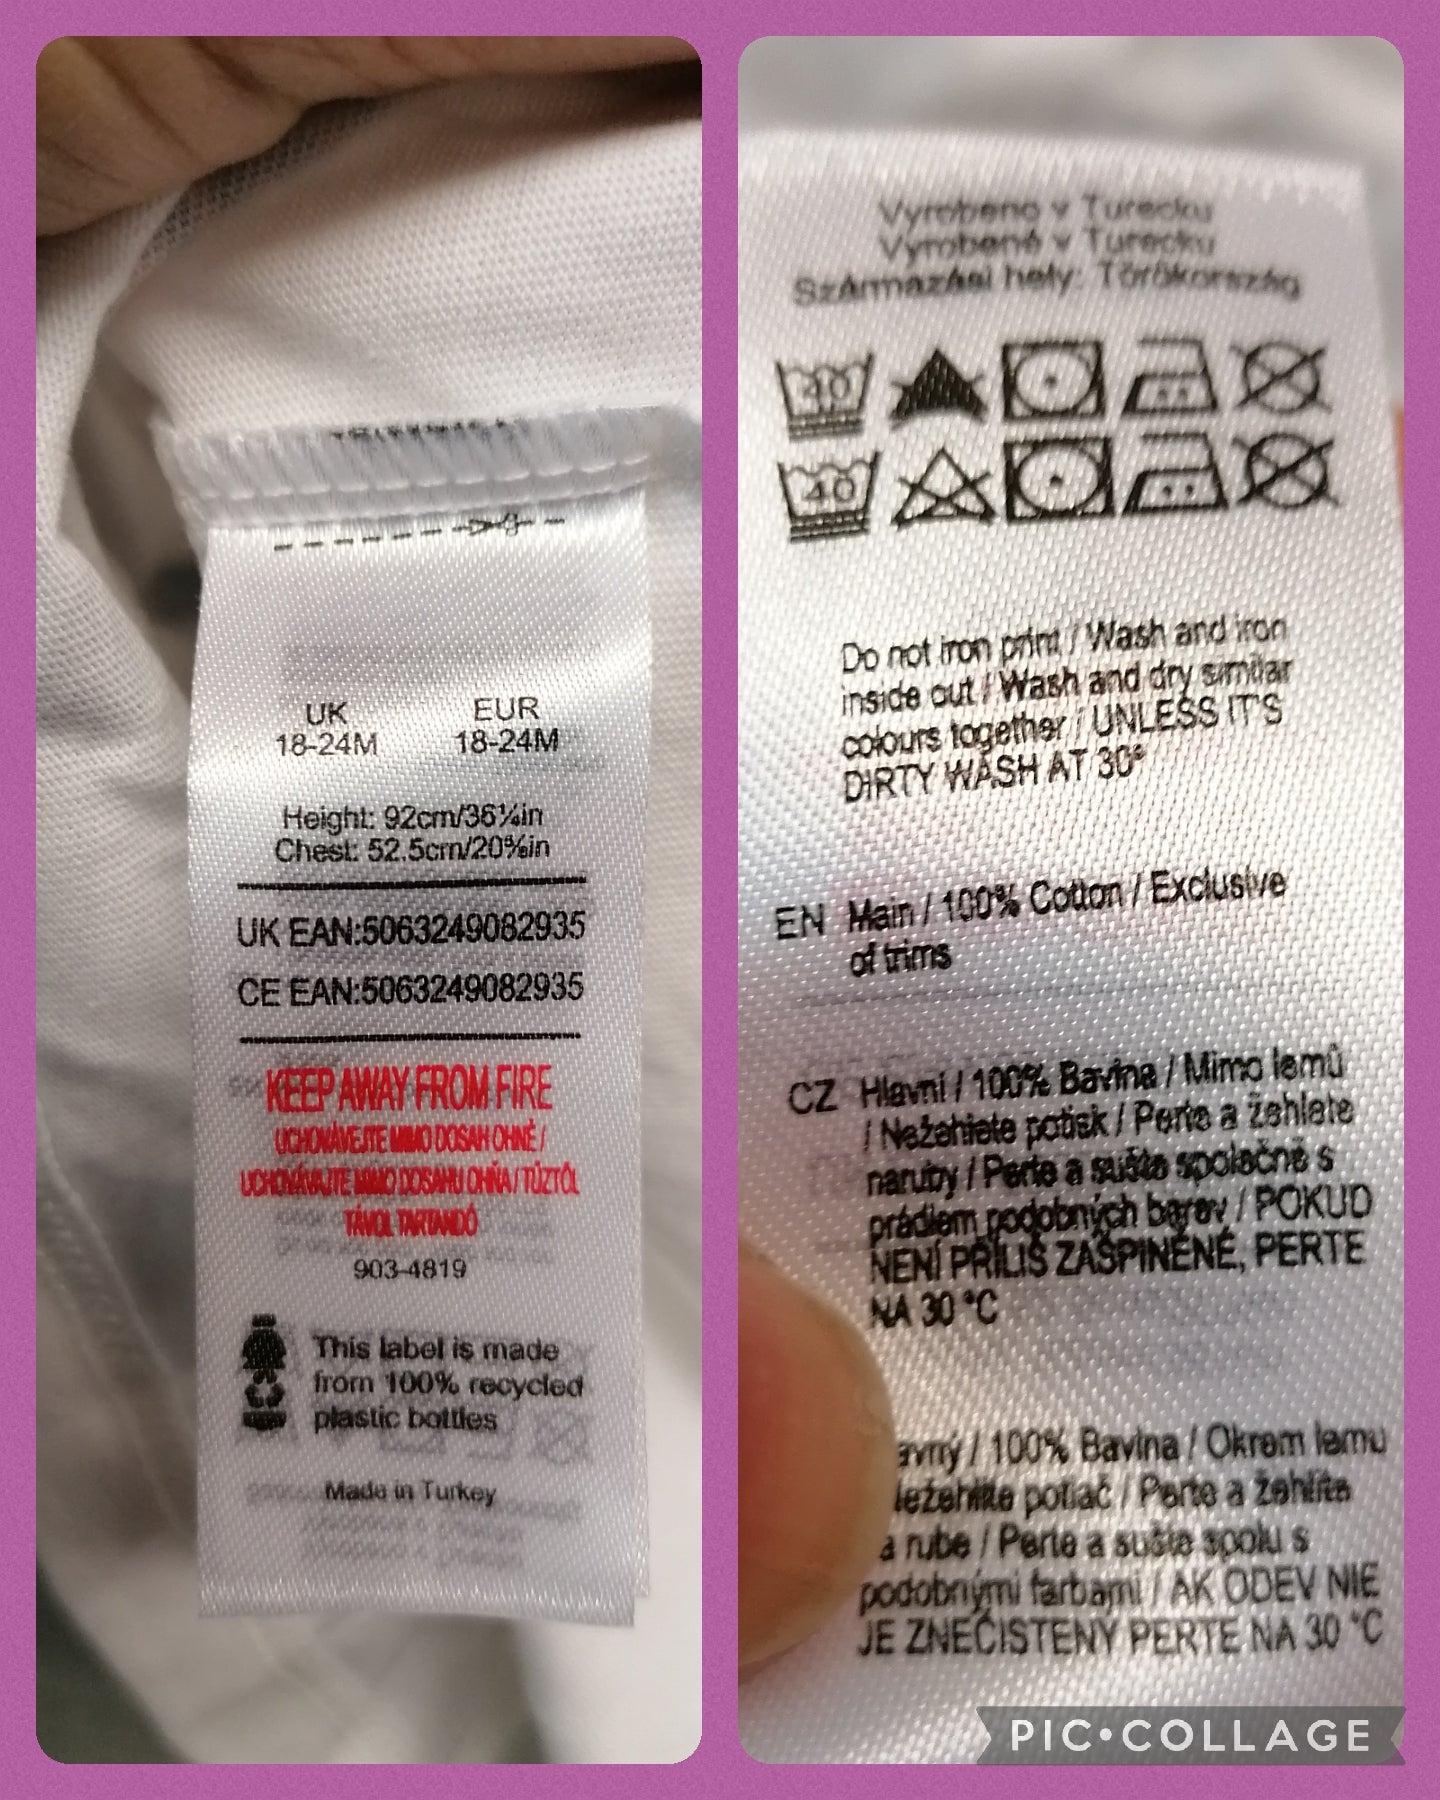 UK EUR
18-24M 18-24M
Height: 92cm/36¼in
Chest: 52.5cm/20⅝in
UK EAN:5063249082935
CE EAN:5063249082935
KEEP AWAY FROM FIRE
UCHOVÁVEJTE MIMO DOSAH OHNĚ /
UCHOVÁVAJTE MIMO DOSAHU OHŇA / TŰZTŐL
TÁVOL TARTANDÓ
903-4819
This label is made
from 100% recycled
plastic bottles
Made in Turkey
Vyrobeno v Turecku
Vyrobené v Turecku
Származási hely: Törökország
40
40
Do not iron print / Wash and iron
inside out / Wash and dry similar
colours together / UNLESS IT'S
DIRTY WASH AT 30°
EN Main / 100% Cotton / Exclusive
of trims
CZ Hlavní / 100% Bavlna / Mimo lemů
/ Nežehlete potisk / Perte a žehlete
naruby / Perte a sušte společně s
prádlem podobných barev / POKUD
NENÍ PŘÍLIŠ ZAŠPINĚNÉ, PERTE
NA 30 °C
avný / 100% Bavlna / Okrem lemu
ležehlite potlač / Perte a žehlite
a rube / Perte a sušte spolu s
podobnými farbami / AK ODEV NIE
JE ZNEČISTENÝ PERTE NA 30 °C
PIC•COLLAGE